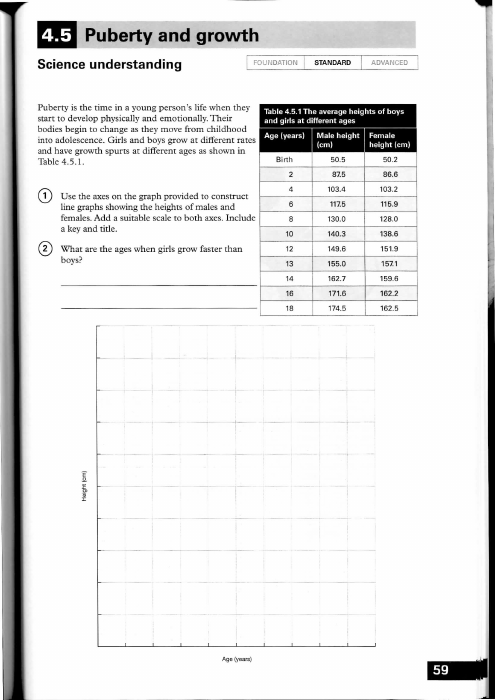 4.5 Puberty and growth
Science understanding
FOUNDATION STANDARD ADVANCED
Puberty is the time in a young person's life when they
start to develop physically and emotionally. Their
bodies begin to change as they move from childhood
into adolescence. Girls and boys grow at different rates
and have growth spurts at different ages as shown in
Table 4.5.1.
1 Use the axes on the graph provided to construct
line graphs showing the heights of males and
females. Add a suitable scale to both axes. Include
a key and title.
2 What are the ages when girls grow faster than
boys?
Table 4.5.1 The average heights of boys
and girls at different ages
Age (years) Male height Female
(cm) height (cm)
Birth 50.5 50.2
2 87.5 86.6
4 103.4 103.2
6 117.5 115.9
8 130.0 128.0
10 140.3 138.6
12 149.6 151.9
13 155.0 157.1
14 162.7 159.6
16 171.6 162.2
18 174.5 162.5
Height (cm)
Age (years)
59